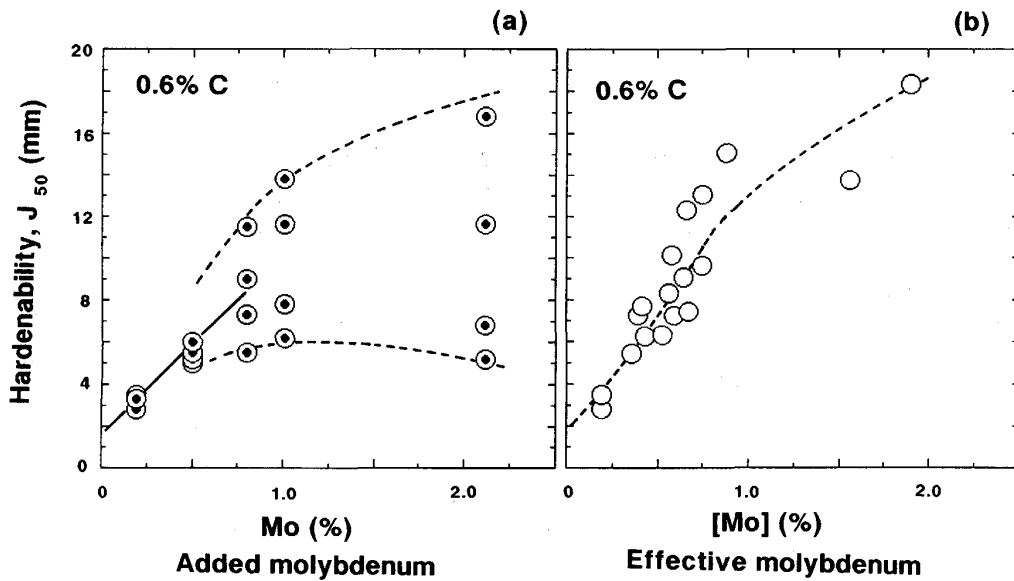 (a)
(b)
20
16
12
8
4
0
Hardenability, J 50 (mm)
0.6% C
0.6% C
0
1.0
2.0
0
1.0
2.0
Mo (%)
[Mo] (%)
Added molybdenum
Effective molybdenum